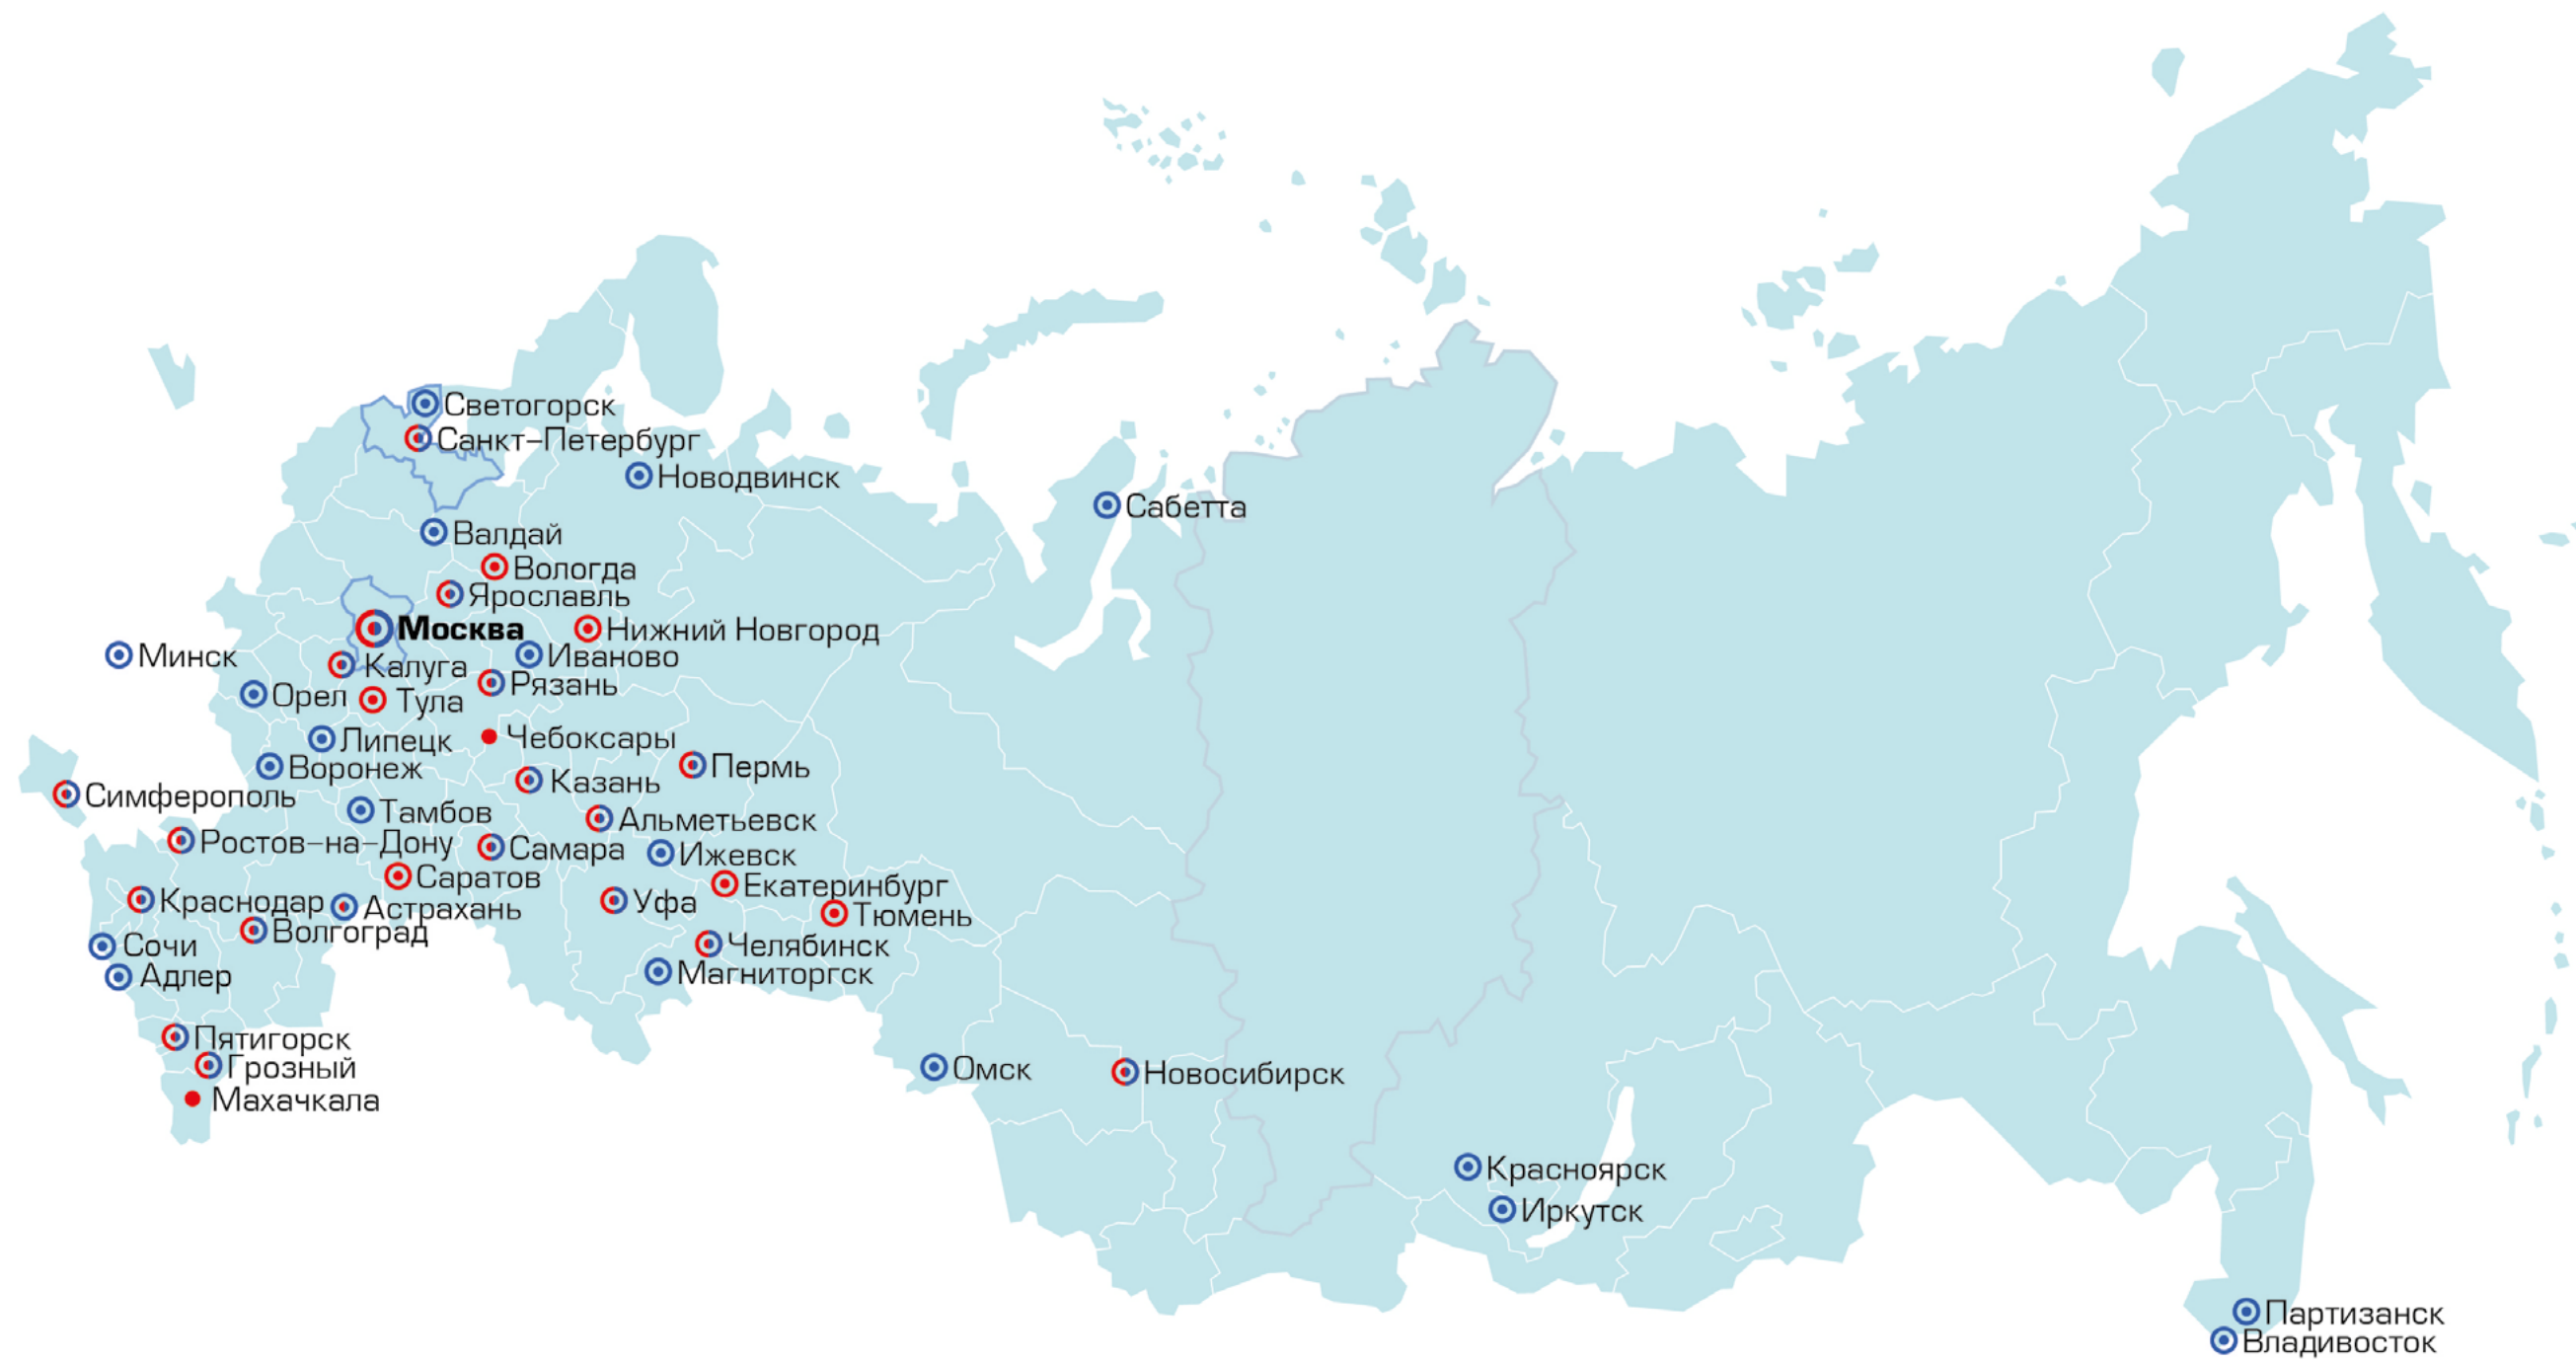 Светогорск
Санкт-Петербург
Новодвинск
Сабетта
Валдай
Вологда
Ярославль
Москва
Нижний Новгород
Минск
Иваново
Калуга
Рязань
Орел
Тула
Чебоксары
Липецк
Воронеж
Пермь
Казань
Симферополь
Тамбов
Альметьевск
Ростов-на-Дону
Самара
Ижевск
Саратов
Екатеринбург
Краснодар
Астрахань
Уфа
Тюмень
Волгоград
Сочи
Челябинск
Адлер
Магниторгск
Пятигорск
Грозный
Омск
Новосибирск
Махачкала
Красноярск
Иркутск
Партизанск
Владивосток